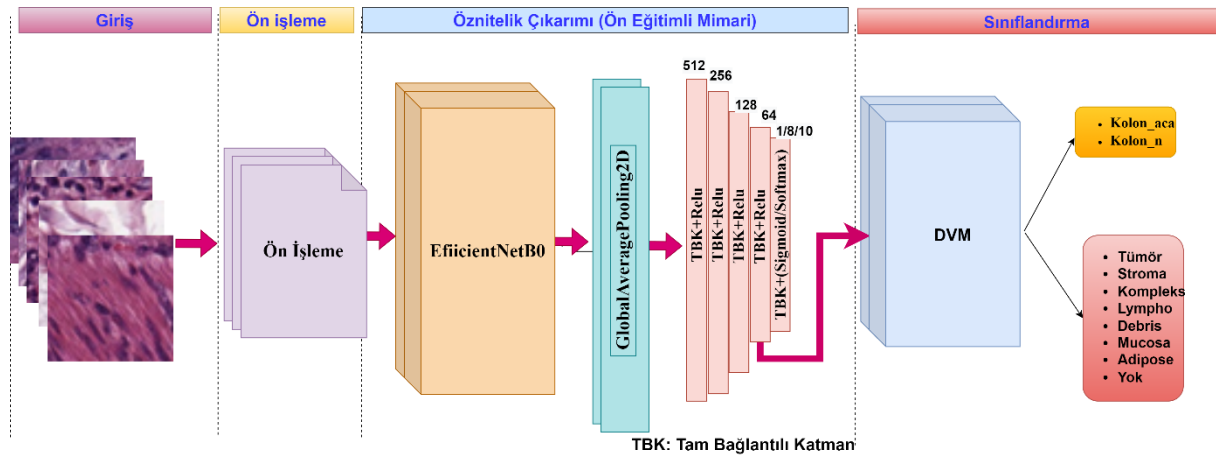 Giriş
Ön işleme
Öznitelik Çıkarımı (Ön Eğitimli Mimari)
Sınıflandırma
Ön İşleme
EfiicientNetB0
GlobalAveragePooling2D
512
256
128
64
1/8/10
TBK+Relu
TBK+Relu
TBK+Relu
TBK+Relu
TBK+(Sigmoid/Softmax)
DVM
• Kolon_aca
• Kolon_n
• Tümör
• Stroma
• Kompleks
• Lympho
• Debris
• Mucosa
• Adipose
• Yok
TBK: Tam Bağlantılı Katman